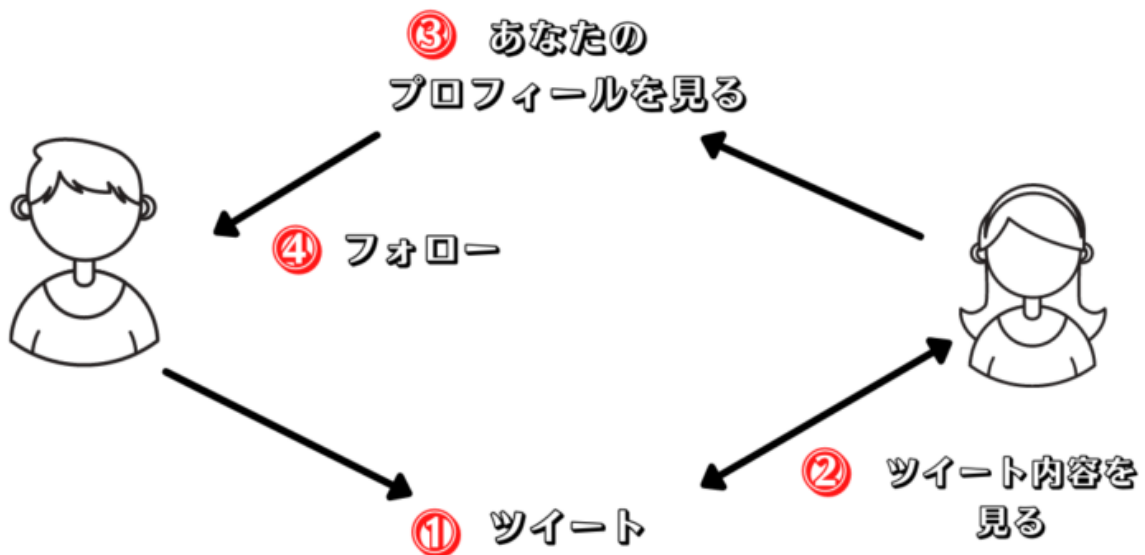 ③ あなたの
プロフィールを見る
④ フォロー
② ツイート内容を
見る
① ツイート